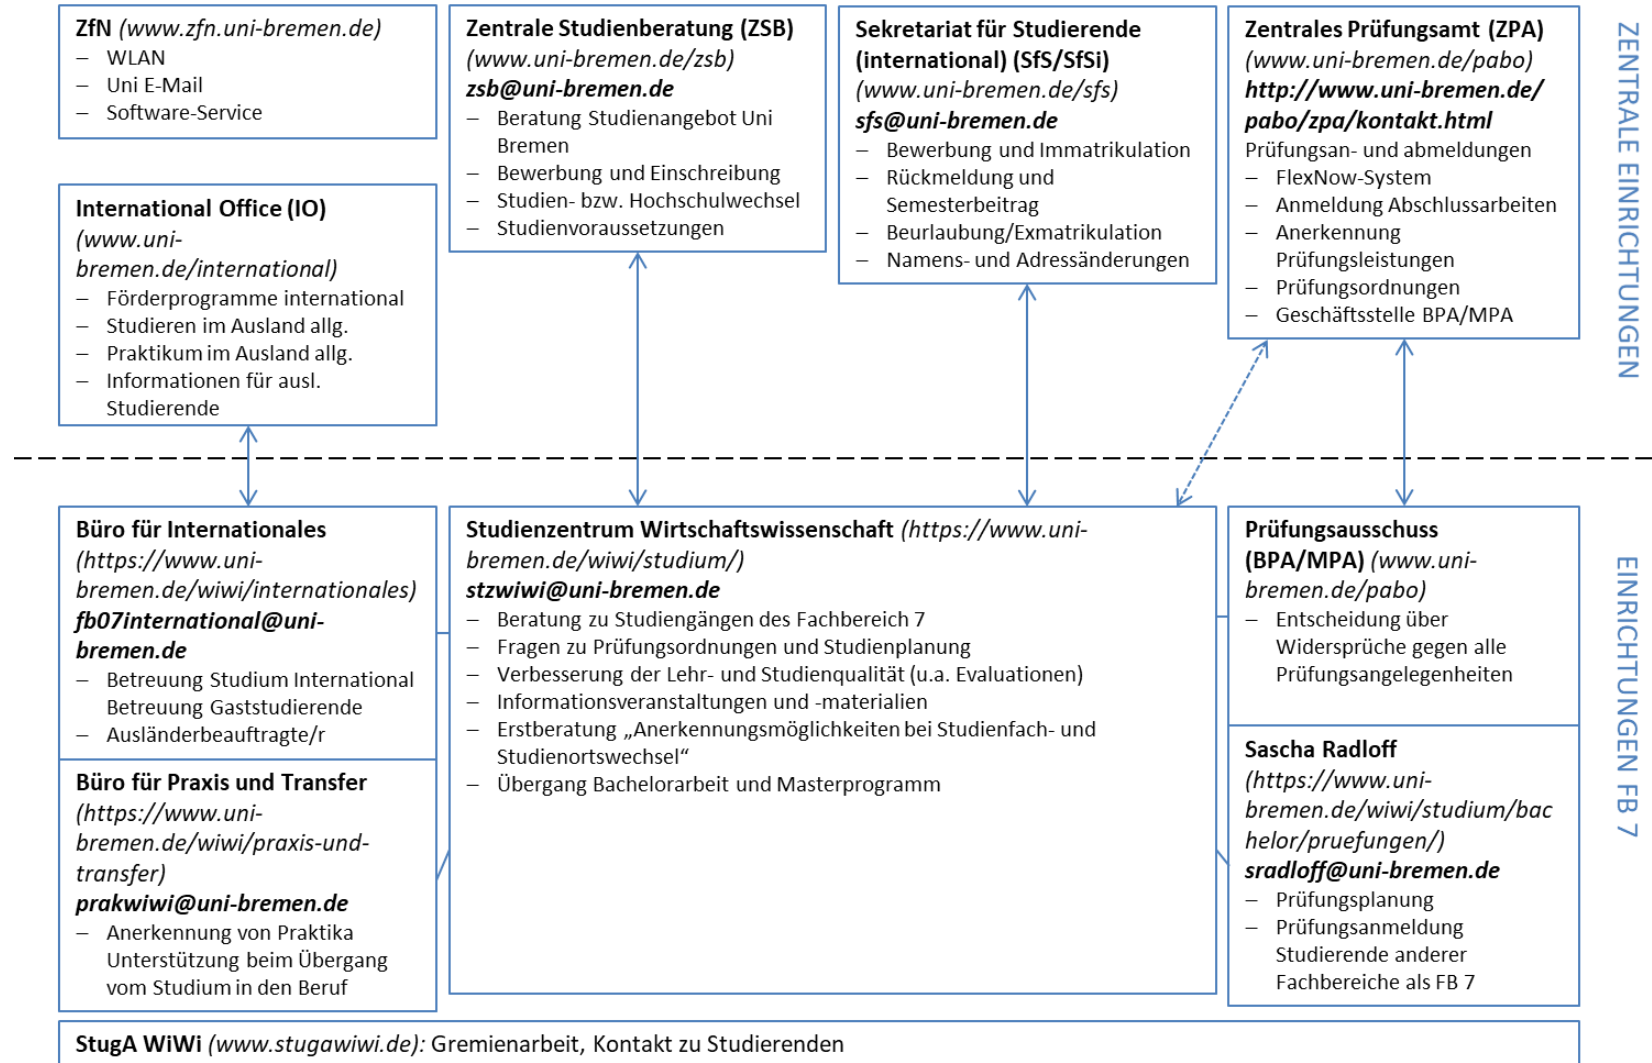 ZfN (www.zfn.uni-bremen.de)
– WLAN
– Uni E-Mail
– Software-Service
International Office (IO)
(www.uni-
bremen.de/international)
– Förderprogramme international
– Studieren im Ausland allg.
– Praktikum im Ausland allg.
– Informationen für ausl.
Studierende
Zentrale Studienberatung (ZSB)
(www.uni-bremen.de/zsb)
zsb@uni-bremen.de
– Beratung Studienangebot Uni
Bremen
– Bewerbung und Einschreibung
– Studien- bzw. Hochschulwechsel
– Studienvoraussetzungen
Sekretariat für Studierende
(international) (SfS/SfSi)
(www.uni-bremen.de/sfs)
sfs@uni-bremen.de
– Bewerbung und Immatrikulation
– Rückmeldung und
Semesterbeitrag
– Beurlaubung/Exmatrikulation
– Namens- und Adressänderungen
Zentrales Prüfungsamt (ZPA)
(www.uni-bremen.de/pabo)
http://www.uni-bremen.de/
pabo/zpa/kontakt.html
Prüfungsan- und abmeldungen
– FlexNow-System
– Anmeldung Abschlussarbeiten
– Anerkennung
Prüfungsleistungen
– Prüfungsordnungen
– Geschäftsstelle BPA/MPA
ZENTRALE EINRICHTUNGEN
Büro für Internationales
(https://www.uni-
bremen.de/wiwi/internationales)
fb07international@uni-
bremen.de
– Betreuung Studium International
Betreuung Gaststudierende
– Ausländerbeauftragte/r
Büro für Praxis und Transfer
(https://www.uni-
bremen.de/wiwi/praxis-und-
transfer)
prakwiwi@uni-bremen.de
– Anerkennung von Praktika
Unterstützung beim Übergang
vom Studium in den Beruf
Studienzentrum Wirtschaftswissenschaft (https://www.uni-
bremen.de/wiwi/studium/)
stzwiwi@uni-bremen.de
– Beratung zu Studiengängen des Fachbereich 7
– Fragen zu Prüfungsordnungen und Studienplanung
– Verbesserung der Lehr- und Studienqualität (u.a. Evaluationen)
– Informationsveranstaltungen und -materialien
– Erstberatung „Anerkennungsmöglichkeiten bei Studienfach- und
Studienortswechsel“
– Übergang Bachelorarbeit und Masterprogramm
Prüfungsausschuss
(BPA/MPA) (www.uni-
bremen.de/pabo)
– Entscheidung über
Widersprüche gegen alle
Prüfungsangelegenheiten
Sascha Radloff
(https://www.uni-
bremen.de/wiwi/studium/bac
helor/pruefungen/)
sradloff@uni-bremen.de
– Prüfungsplanung
– Prüfungsanmeldung
Studierende anderer
Fachbereiche als FB 7
EINRICHTUNGEN FB 7
StugA WiWi (www.stugawiwi.de): Gremienarbeit, Kontakt zu Studierenden